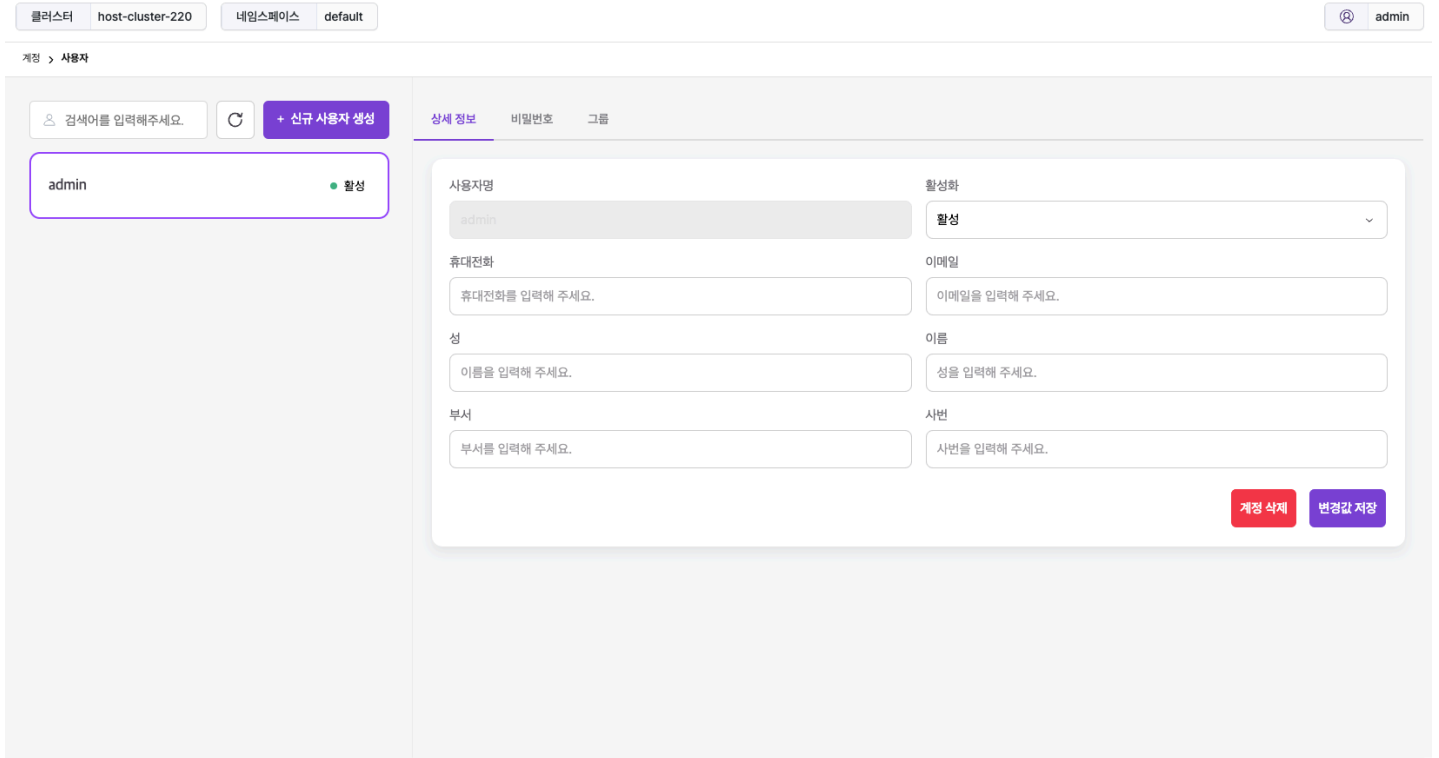 클러스터 host-cluster-220 네임스페이스 default admin
계정 > 사용자
검색어를 입력해주세요. + 신규 사용자 생성
admin 활성
상세 정보 비밀번호 그룹
사용자명 활성화
admin 활성
휴대전화 이메일
휴대전화를 입력해 주세요. 이메일을 입력해 주세요.
성 이름
이름을 입력해 주세요. 성을 입력해 주세요.
부서 사번
부서를 입력해 주세요. 사번을 입력해 주세요.
계정 삭제 변경값 저장